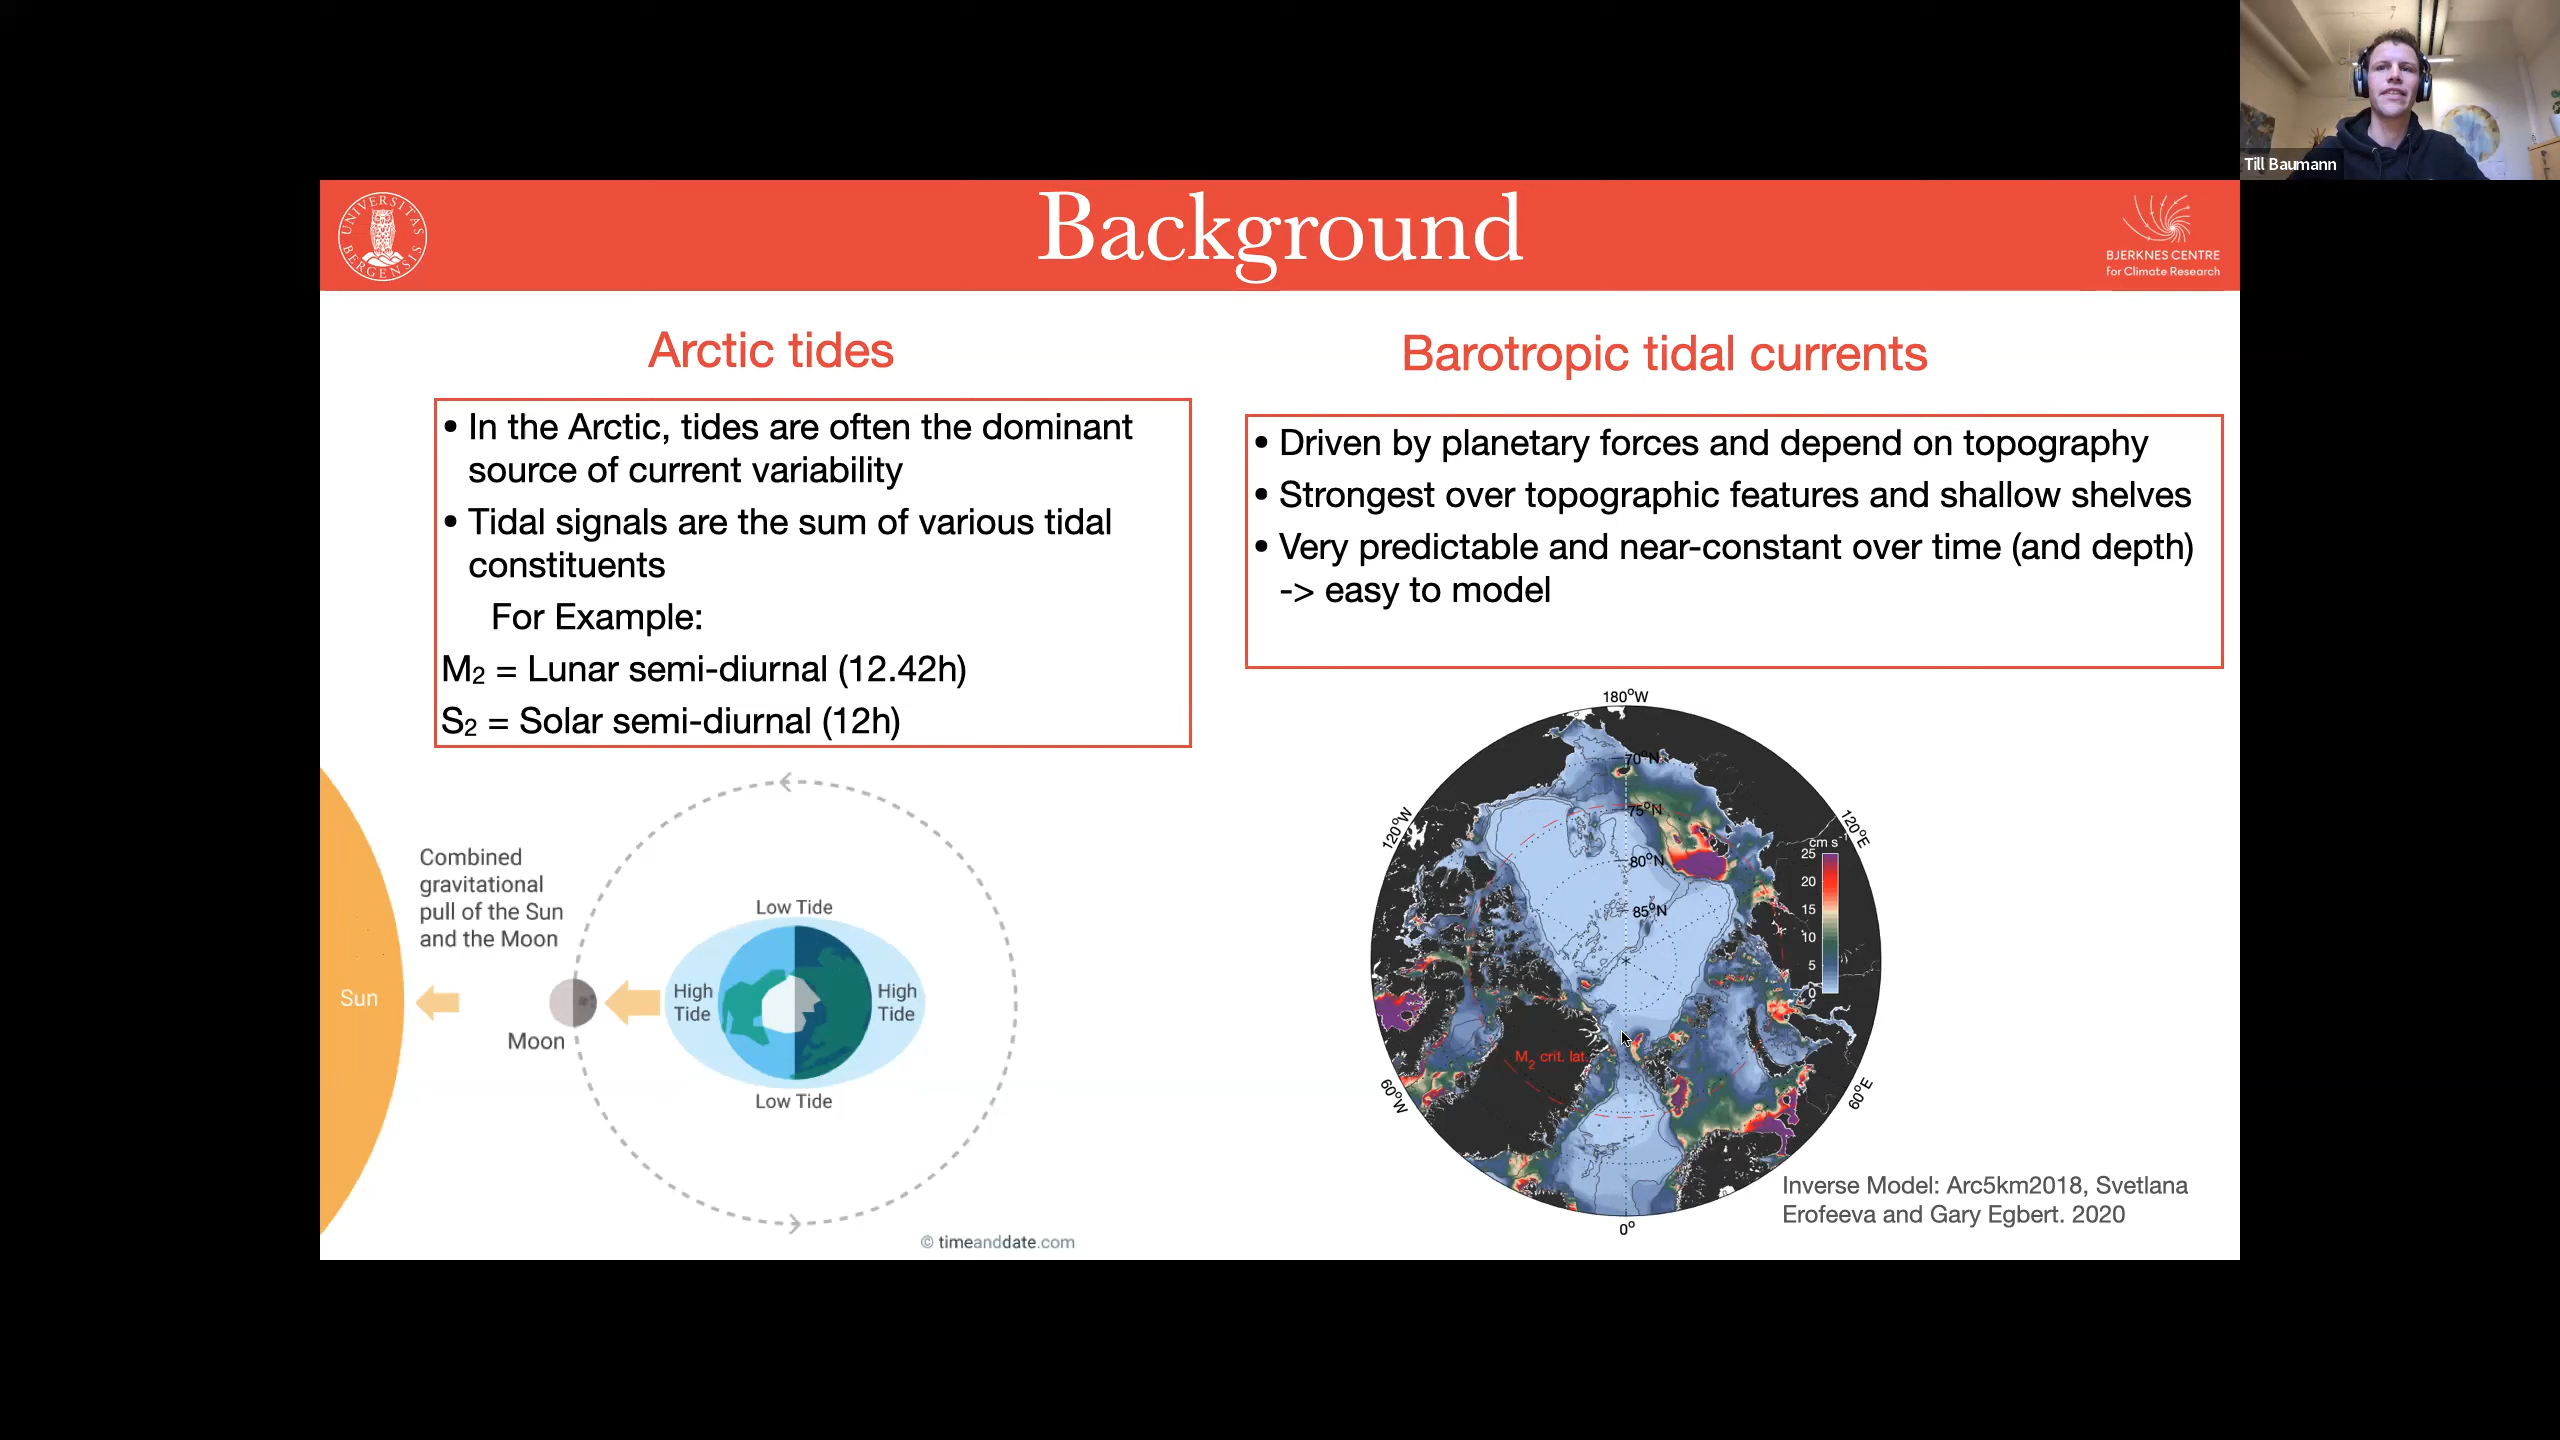 Till Baumann
UNIVERSITAS BERGENSIS
Background
BJERKNES CENTRE
for Climate Research
Arctic tides
• In the Arctic, tides are often the dominant
source of current variability
• Tidal signals are the sum of various tidal
constituents
For Example:
M₂ = Lunar semi-diurnal (12.42h)
S₂ = Solar semi-diurnal (12h)
Combined
gravitational
pull of the Sun
and the Moon
Sun
Moon
Low Tide
High
Tide
High
Tide
Low Tide
© timeanddate.com
Barotropic tidal currents
• Driven by planetary forces and depend on topography
• Strongest over topographic features and shallow shelves
• Very predictable and near-constant over time (and depth)
-> easy to model
180°W
120°W
120°E
60°W
60°E
0°
70°N
75°N
80°N
85°N
cm s⁻¹
25
20
15
10
5
0
M₂ crit. lat.
Inverse Model: Arc5km2018, Svetlana
Erofeeva and Gary Egbert. 2020